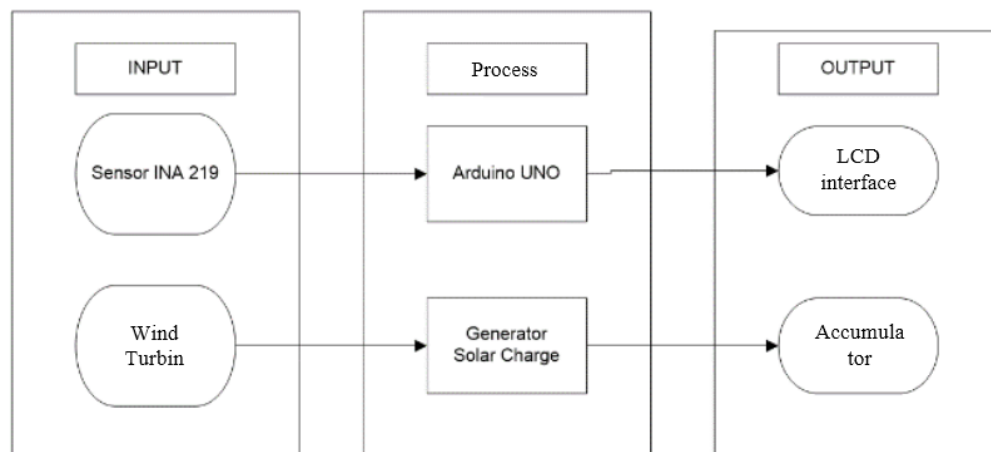 INPUT
Process
OUTPUT
Sensor INA 219
Arduino UNO
LCD
interface
Wind
Turbin
Generator
Solar Charge
Accumula
tor